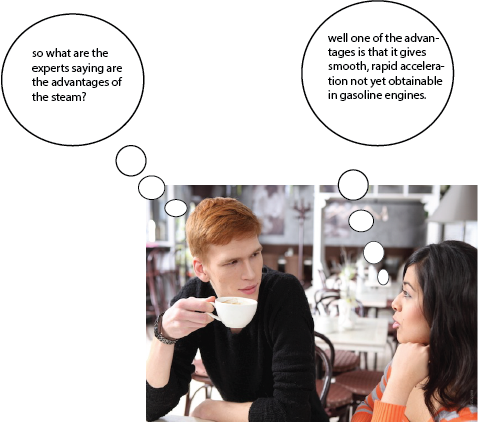 so what are the
experts saying are
the advantages of
the steam?
well one of the advan-
tages is that it gives
smooth, rapid accelera-
tion not yet obtainable
in gasoline engines.